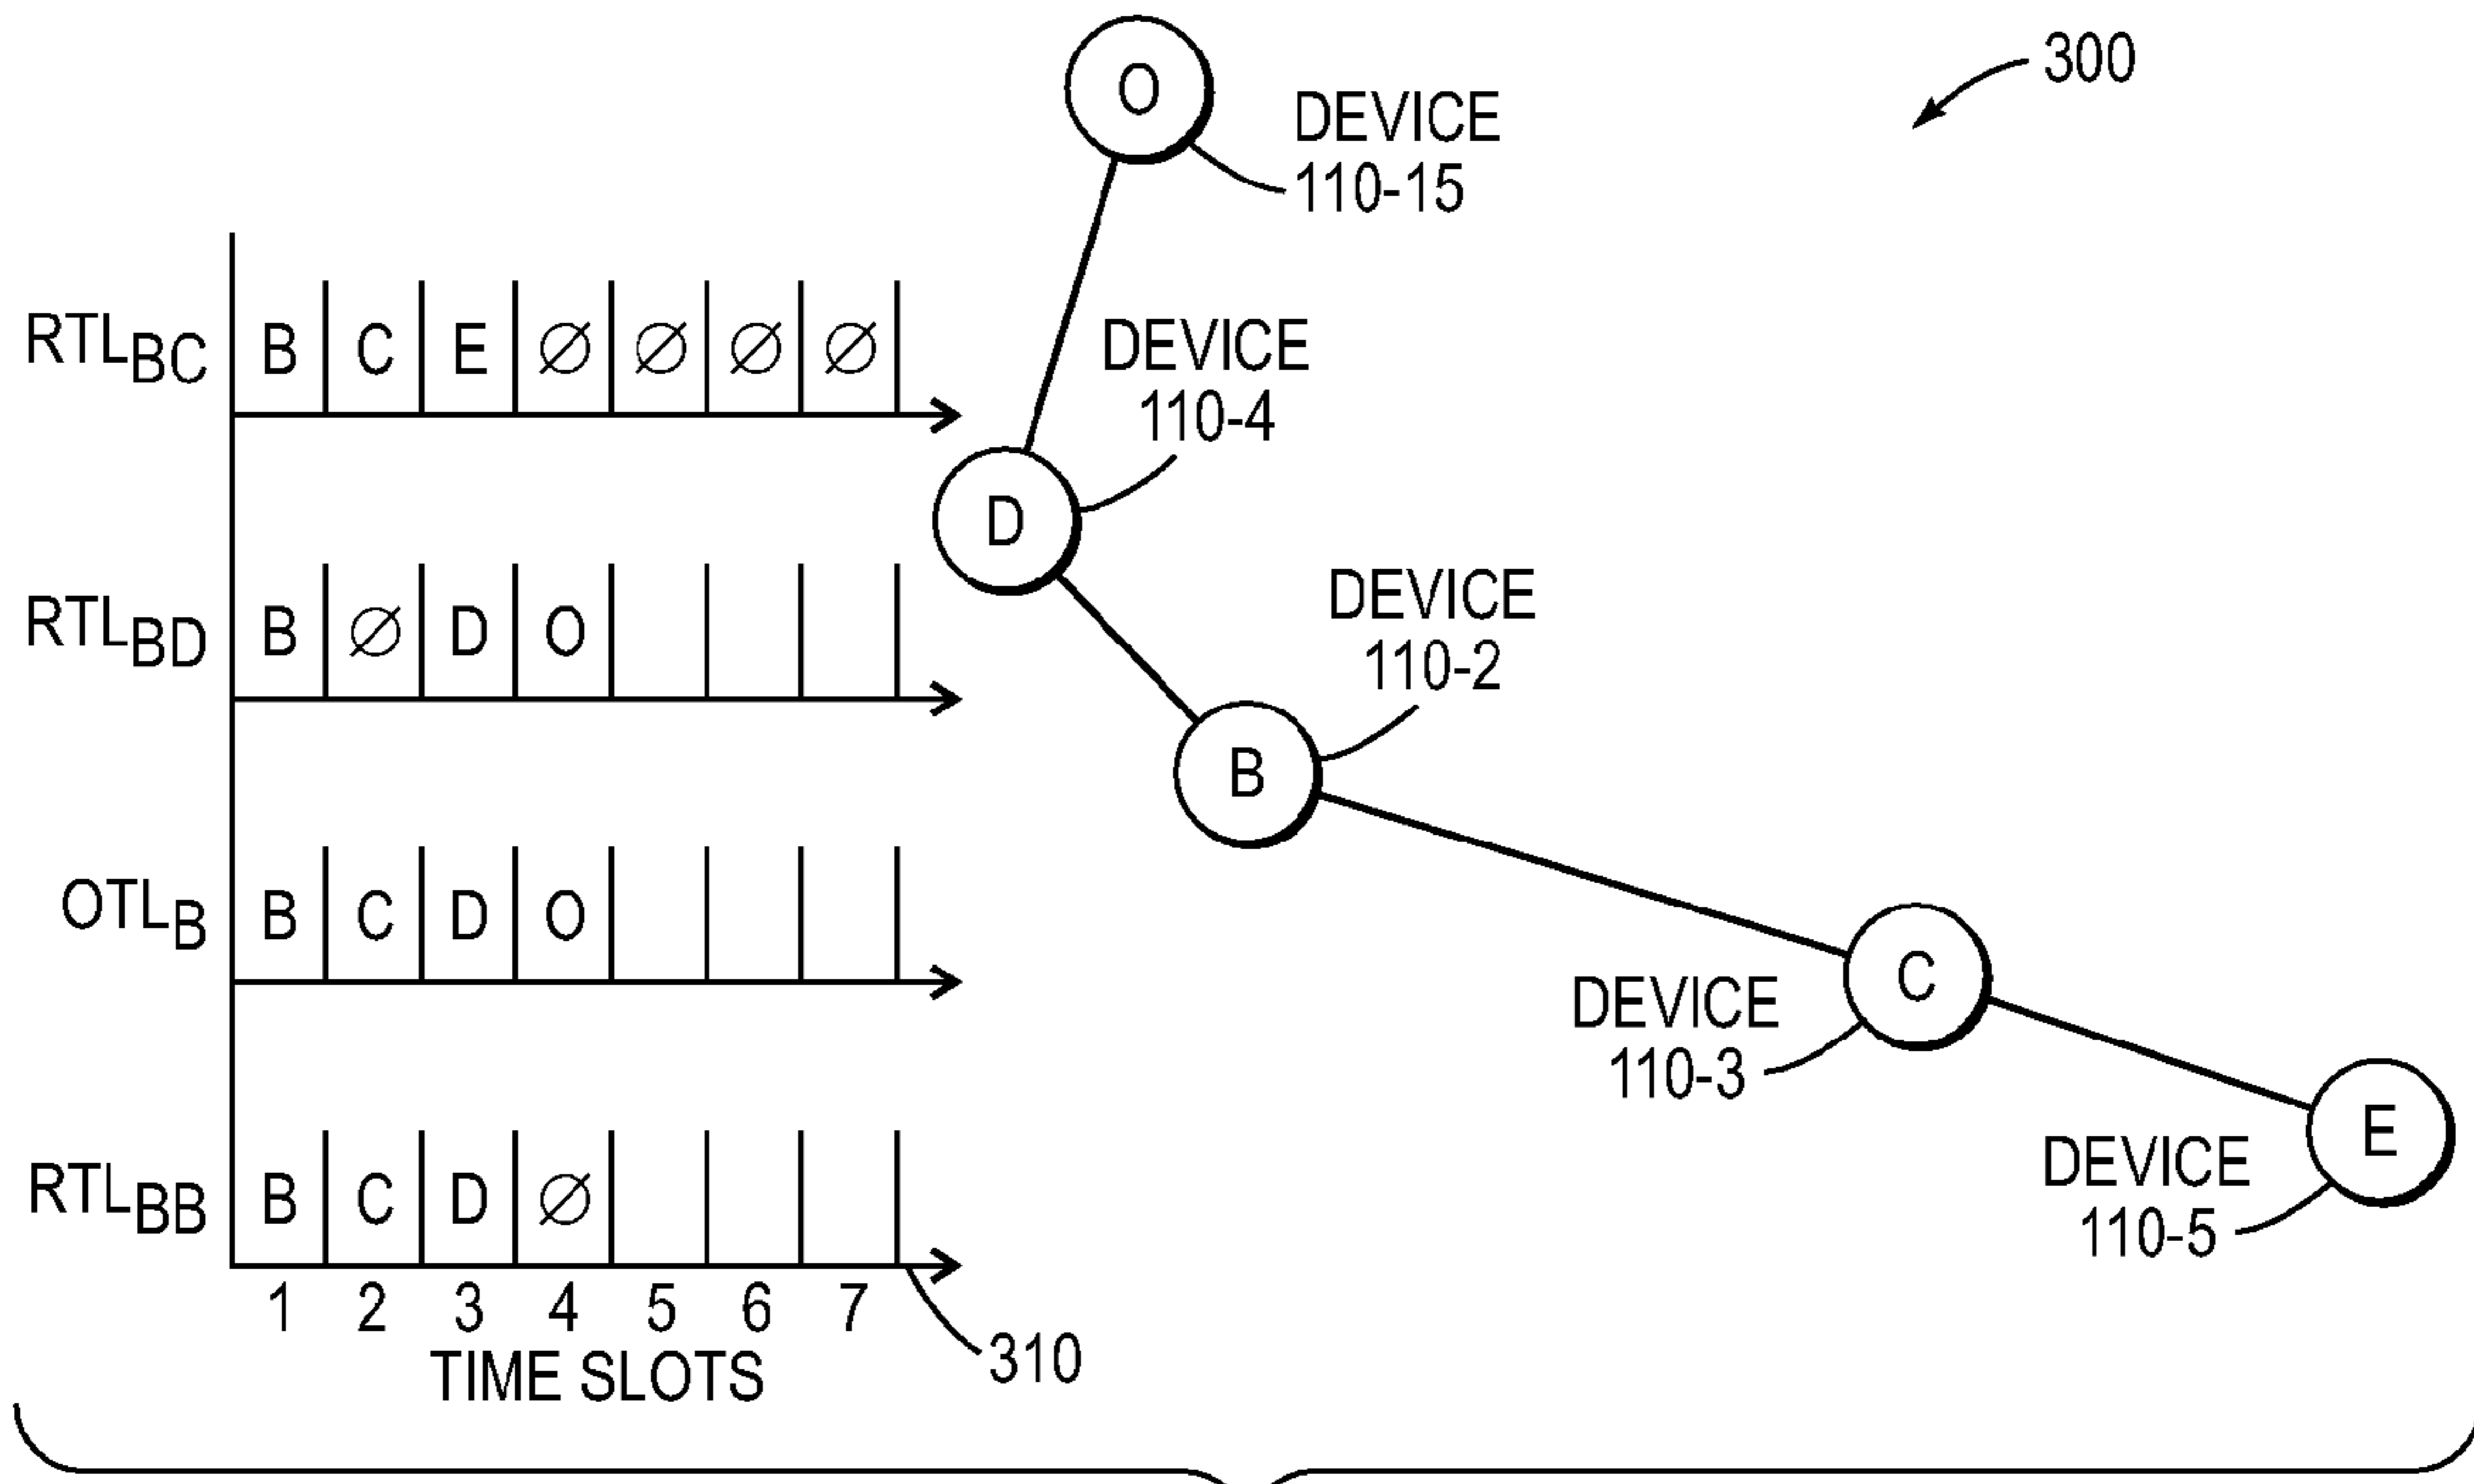 300
O
DEVICE
110-15
RTLBC B C E ∅ ∅ ∅ ∅
DEVICE
110-4
D
RTLBD B ∅ D O
DEVICE
110-2
B
OTLB B C D O
C
DEVICE
110-3
E
DEVICE
110-5
RTLBB B C D ∅
1 2 3 4 5 6 7
TIME SLOTS
310